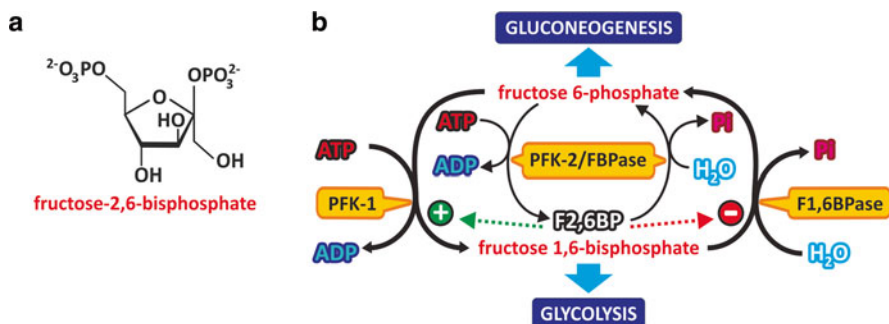 a
²⁻O₃PO
OPO₃²⁻
O
HO
OH
OH
fructose-2,6-bisphosphate
b
GLUCONEOGENESIS
fructose 6-phosphate
ATP
ATP
Pi
Pi
ADP
PFK-2/FBPase
H₂O
PFK-1
F1,6BPase
+
F2,6BP
−
ADP
fructose 1,6-bisphosphate
H₂O
GLYCOLYSIS